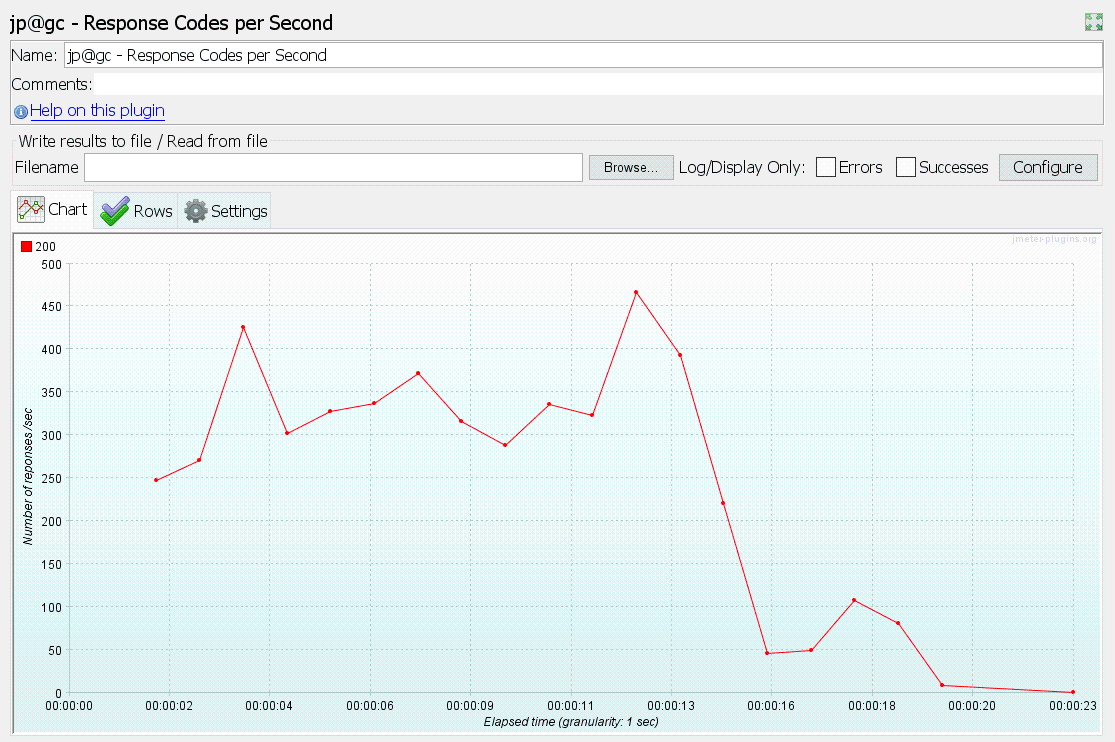 jp@gc - Response Codes per Second
Name: jp@gc - Response Codes per Second
Comments:
Help on this plugin
Write results to file / Read from file
Filename Browse... Log/Display Only: Errors Successes Configure
Chart Rows Settings
200
jmeter-plugins.org
500
450
400
350
300
250
200
150
100
50
0
Number of reponses /sec
00:00:00 00:00:02 00:00:04 00:00:06 00:00:09 00:00:11 00:00:13 00:00:16 00:00:18 00:00:20 00:00:23
Elapsed time (granularity: 1 sec)